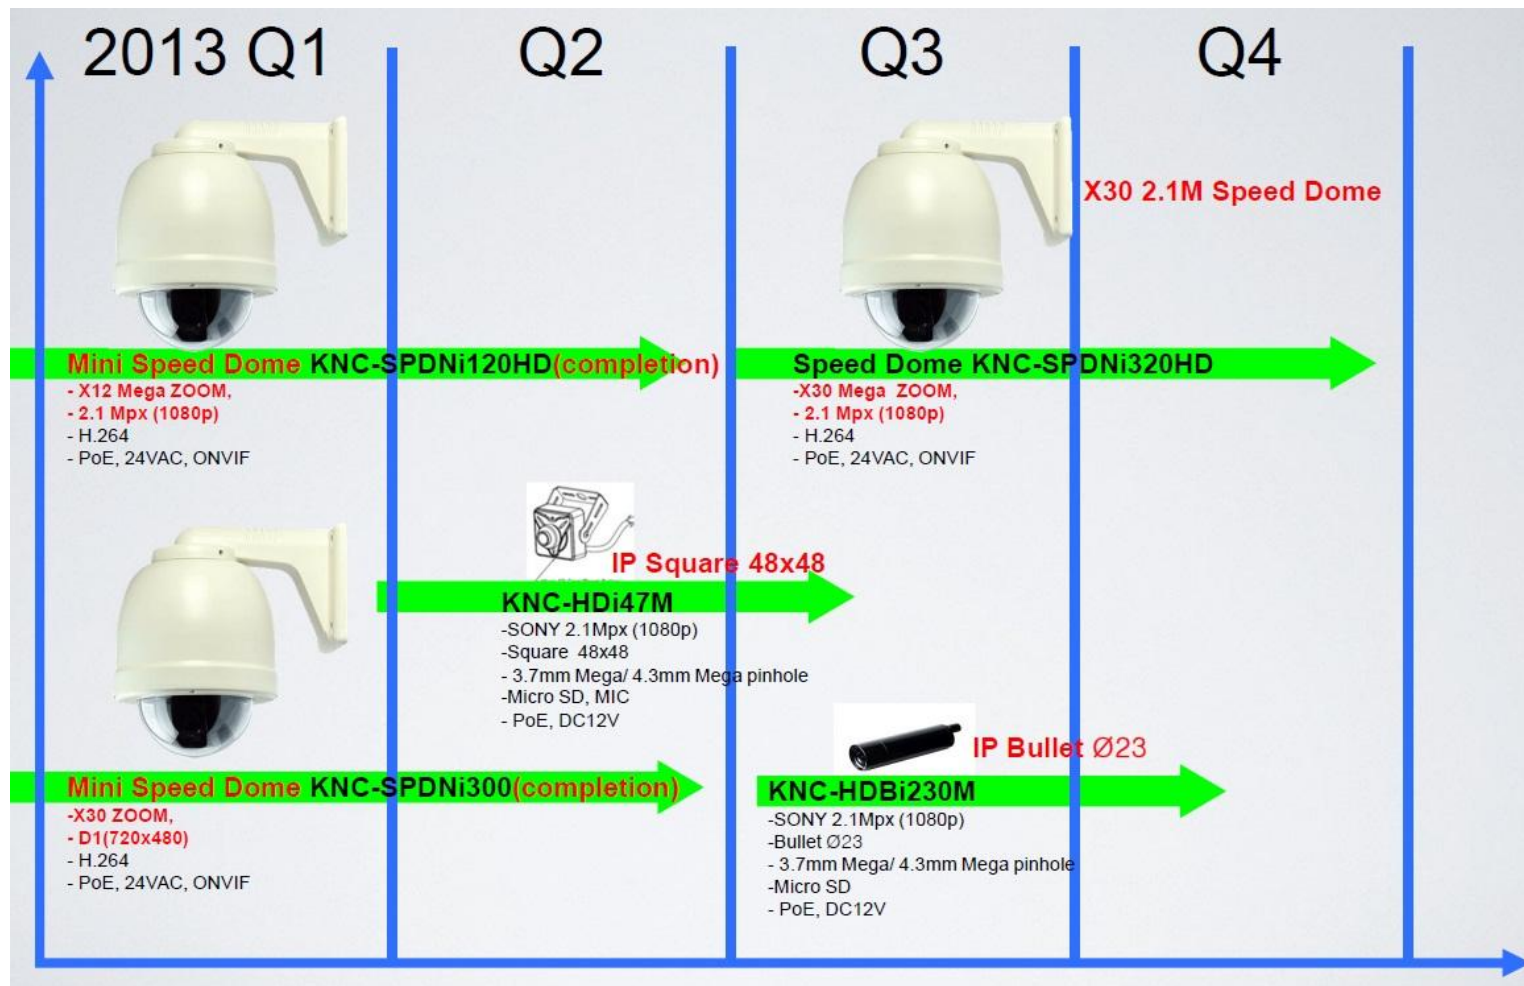 2013 Q1
Q2
Q3
Q4
X30 2.1M Speed Dome
Mini Speed Dome KNC-SPDNi120HD(completion)
- X12 Mega ZOOM,
- 2.1 Mpx (1080p)
- H.264
- PoE, 24VAC, ONVIF
Speed Dome KNC-SPDNi320HD
-X30 Mega ZOOM,
- 2.1 Mpx (1080p)
- H.264
- PoE, 24VAC, ONVIF
IP Square 48x48
KNC-HDi47M
-SONY 2.1Mpx (1080p)
-Square 48x48
- 3.7mm Mega/ 4.3mm Mega pinhole
-Micro SD, MIC
- PoE, DC12V
Mini Speed Dome KNC-SPDNi300(completion)
-X30 ZOOM,
- D1(720x480)
- H.264
- PoE, 24VAC, ONVIF
IP Bullet Ø23
KNC-HDBi230M
-SONY 2.1Mpx (1080p)
-Bullet Ø23
- 3.7mm Mega/ 4.3mm Mega pinhole
-Micro SD
- PoE, DC12V